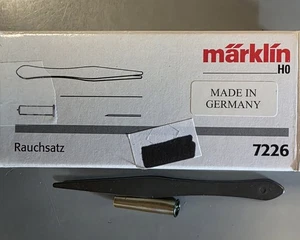 märklin
H0
MADE IN
GERMANY
Rauchsatz
7226